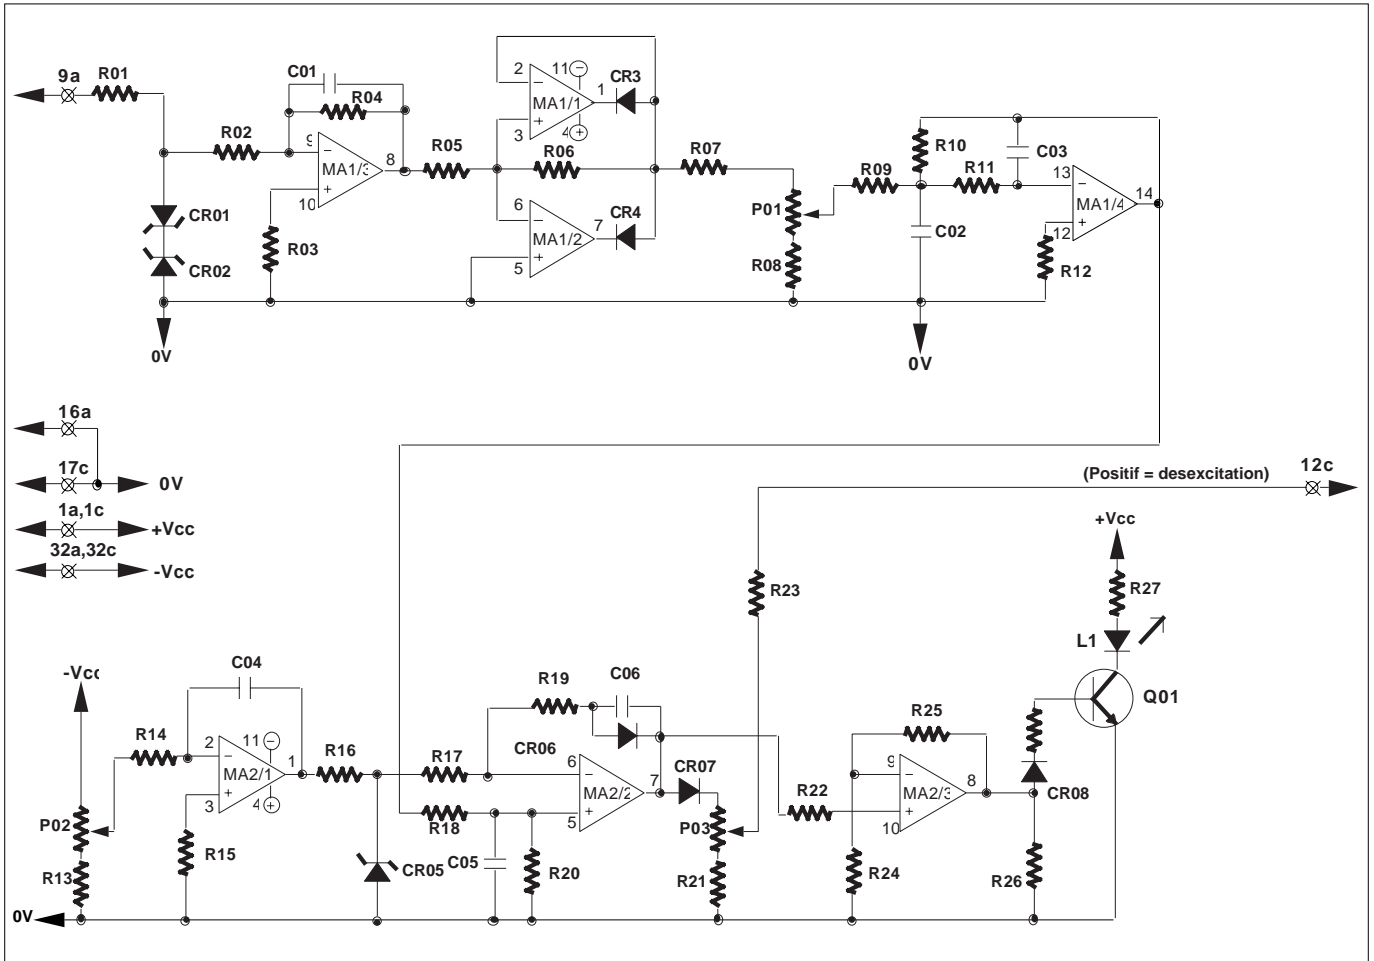 9a
R01
C01
R04
R02
9
−
MA1/3
+
10
8
R03
CR01
CR02
0V
R05
2
−
11 −
MA1/1
1
CR3
3
+
4 +
R06
6
−
MA1/2
7
CR4
5
+
R07
P01
R08
R09
R10
R11
C03
C02
13
−
MA1/4
14
+
12
R12
0V
16a
17c
0V
1a,1c
+Vcc
32a,32c
-Vcc
(Positif = desexcitation)
12c
+Vcc
R27
L1
Q01
R23
-Vcc
C04
R14
2
−
11 −
MA2/1
1
+
3
4 +
R16
P02
R13
R15
0V
CR05
R17
R18
C05
R20
R19
C06
CR06
6
−
MA2/2
7
+
5
CR07
P03
R21
R22
R25
9
−
MA2/3
8
+
10
R24
CR08
R26